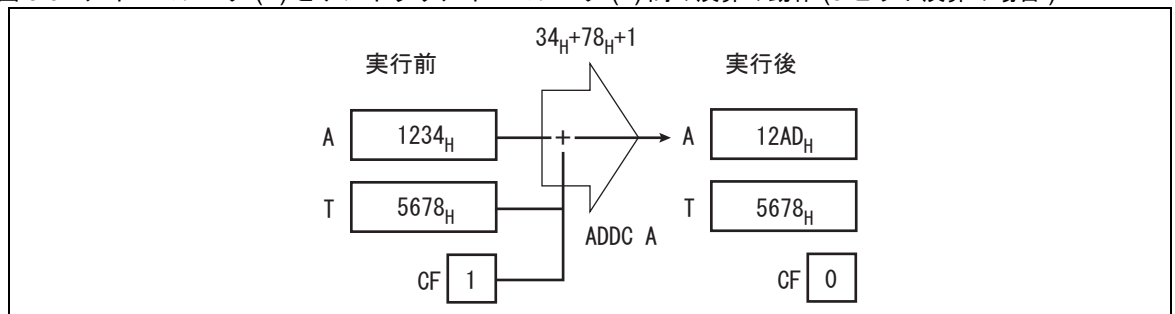 34H+78H+1
実行前
実行後
A 1234H + A 12ADH
T 5678H T 5678H
ADDC A
CF 1 CF 0